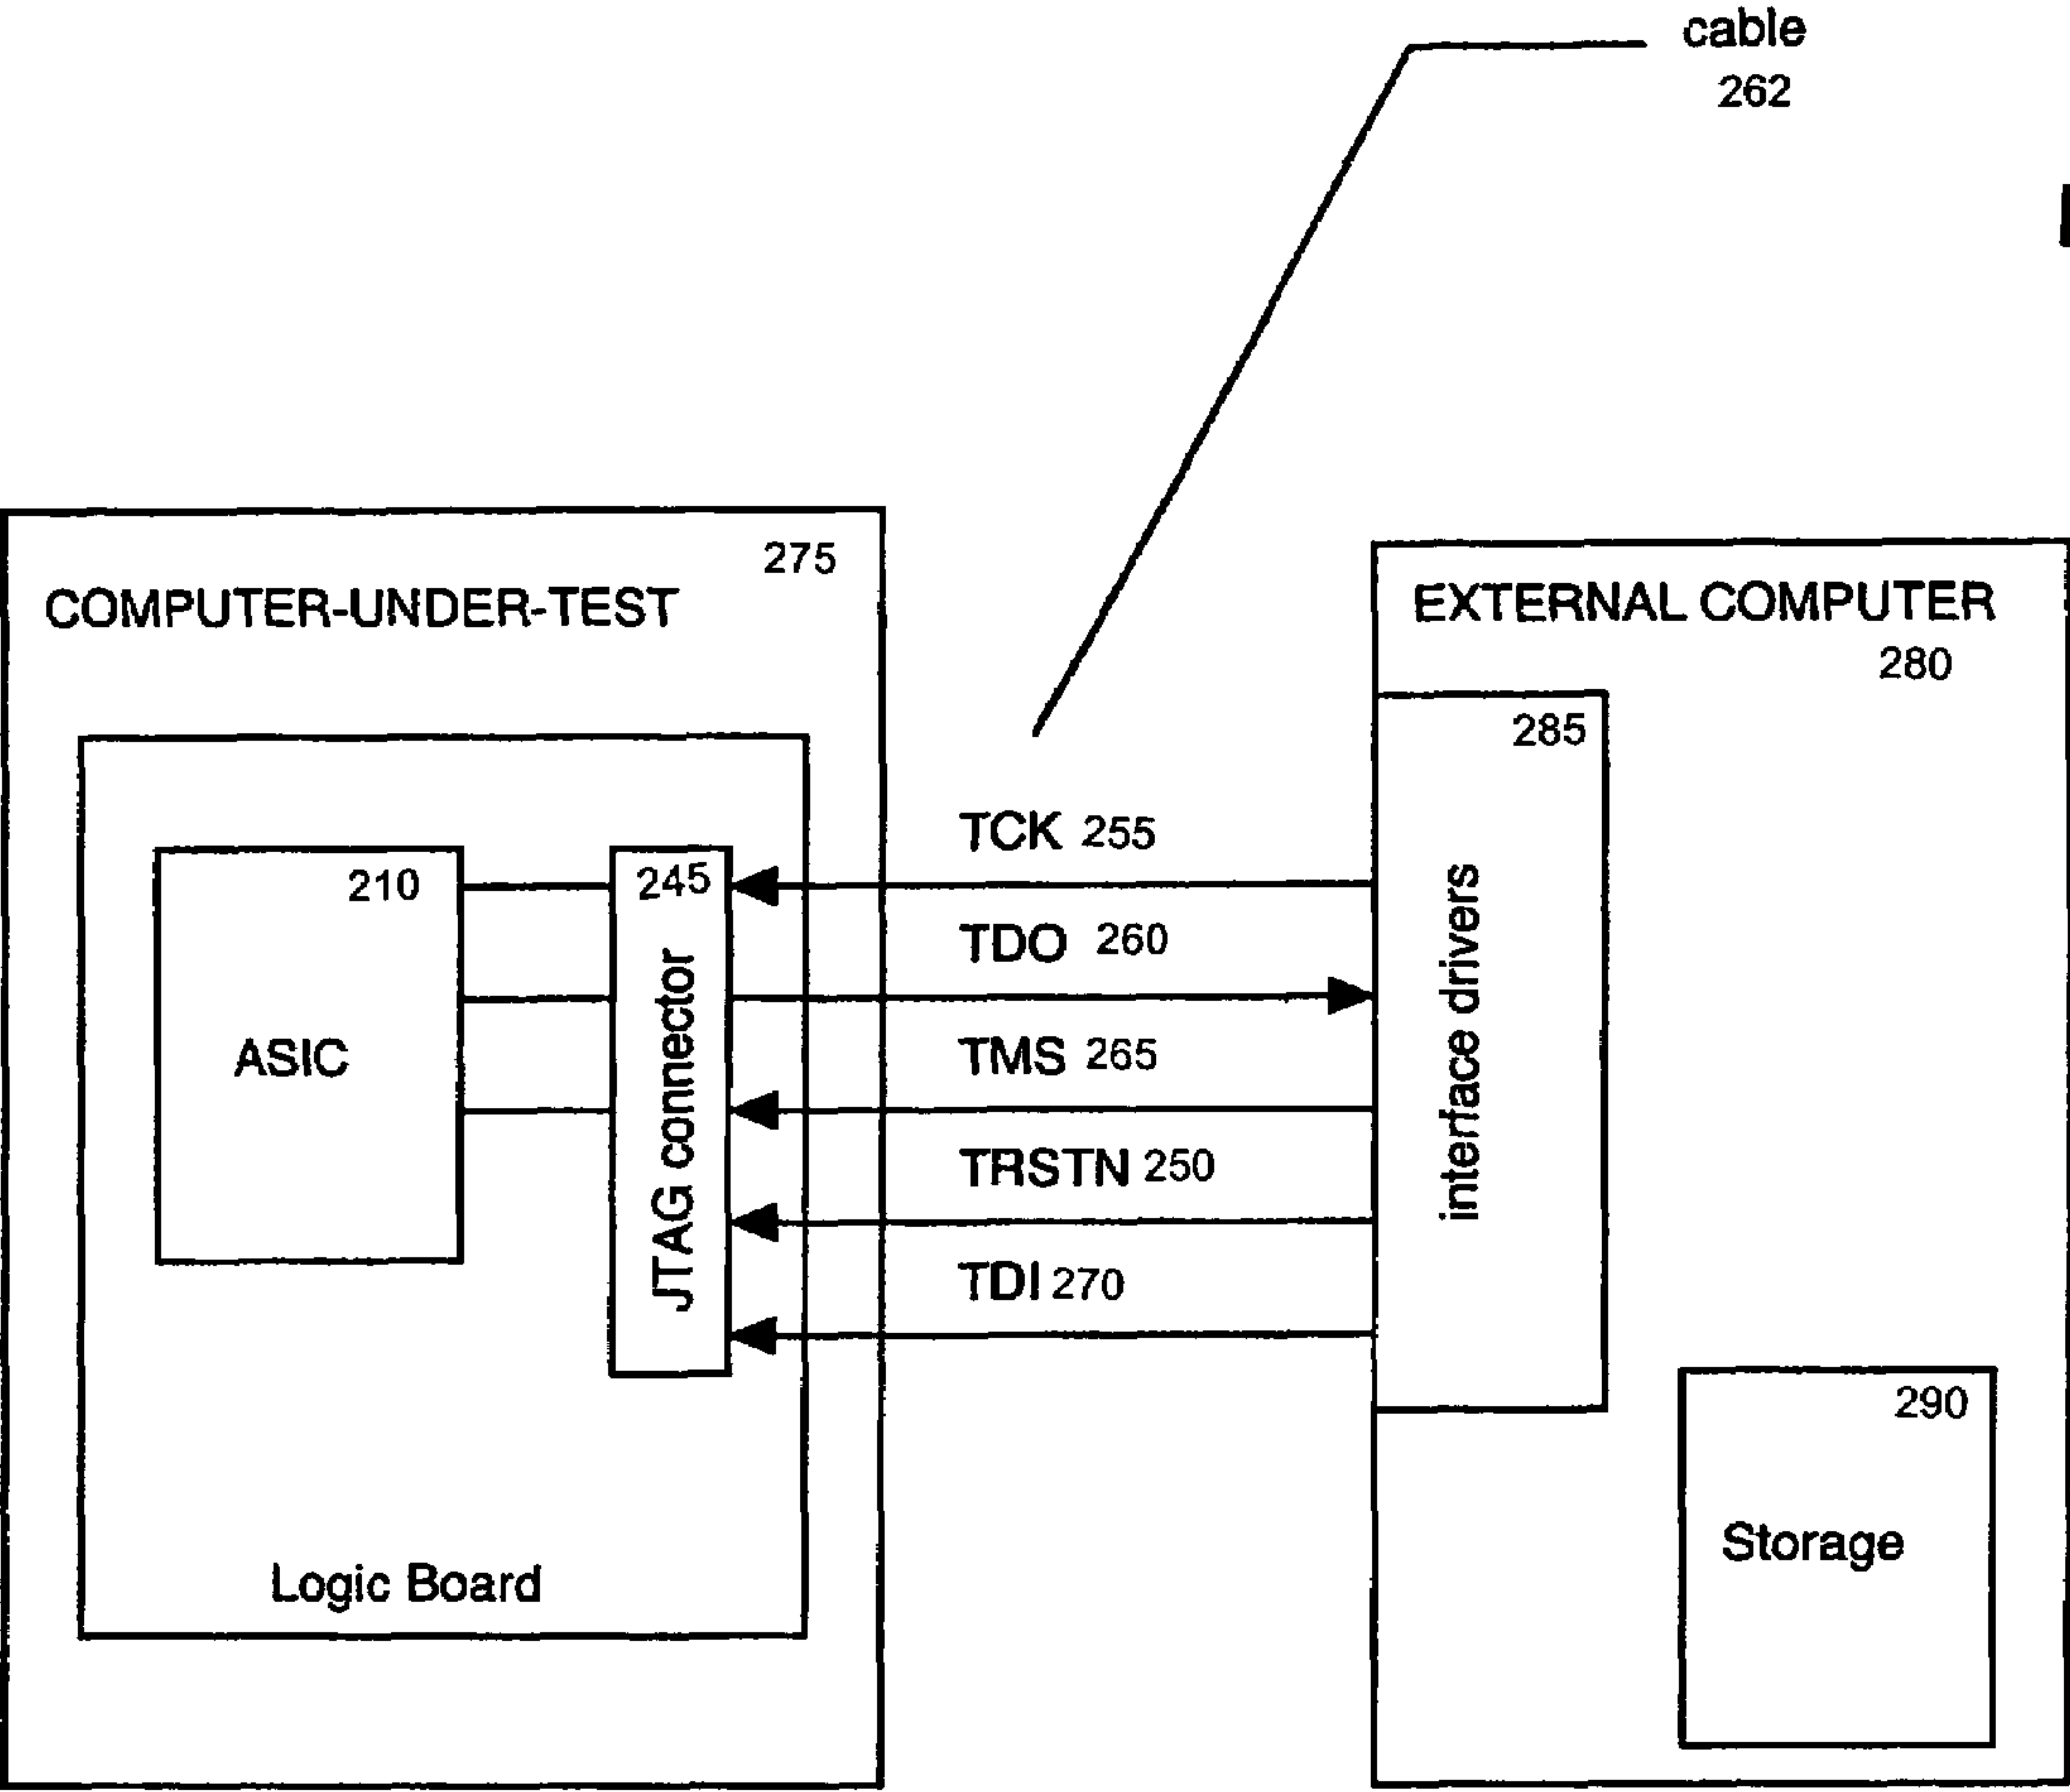 cable
262
275
COMPUTER-UNDER-TEST
210
ASIC
245
JTAG connector
Logic Board
TCK 255
TDO 260
TMS 265
TRSTN 250
TDI 270
EXTERNAL COMPUTER
280
285
interface drivers
290
Storage